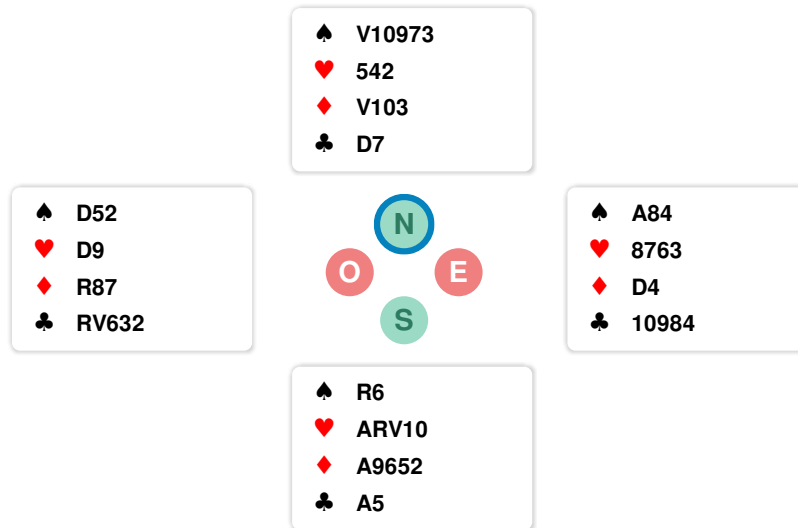 ♠ V10973
♥ 542
♦ V103
♣ D7
♠ D52
♥ D9
♦ R87
♣ RV632
N
O E
S
♠ A84
♥ 8763
♦ D4
♣ 10984
♠ R6
♥ ARV10
♦ A9652
♣ A5